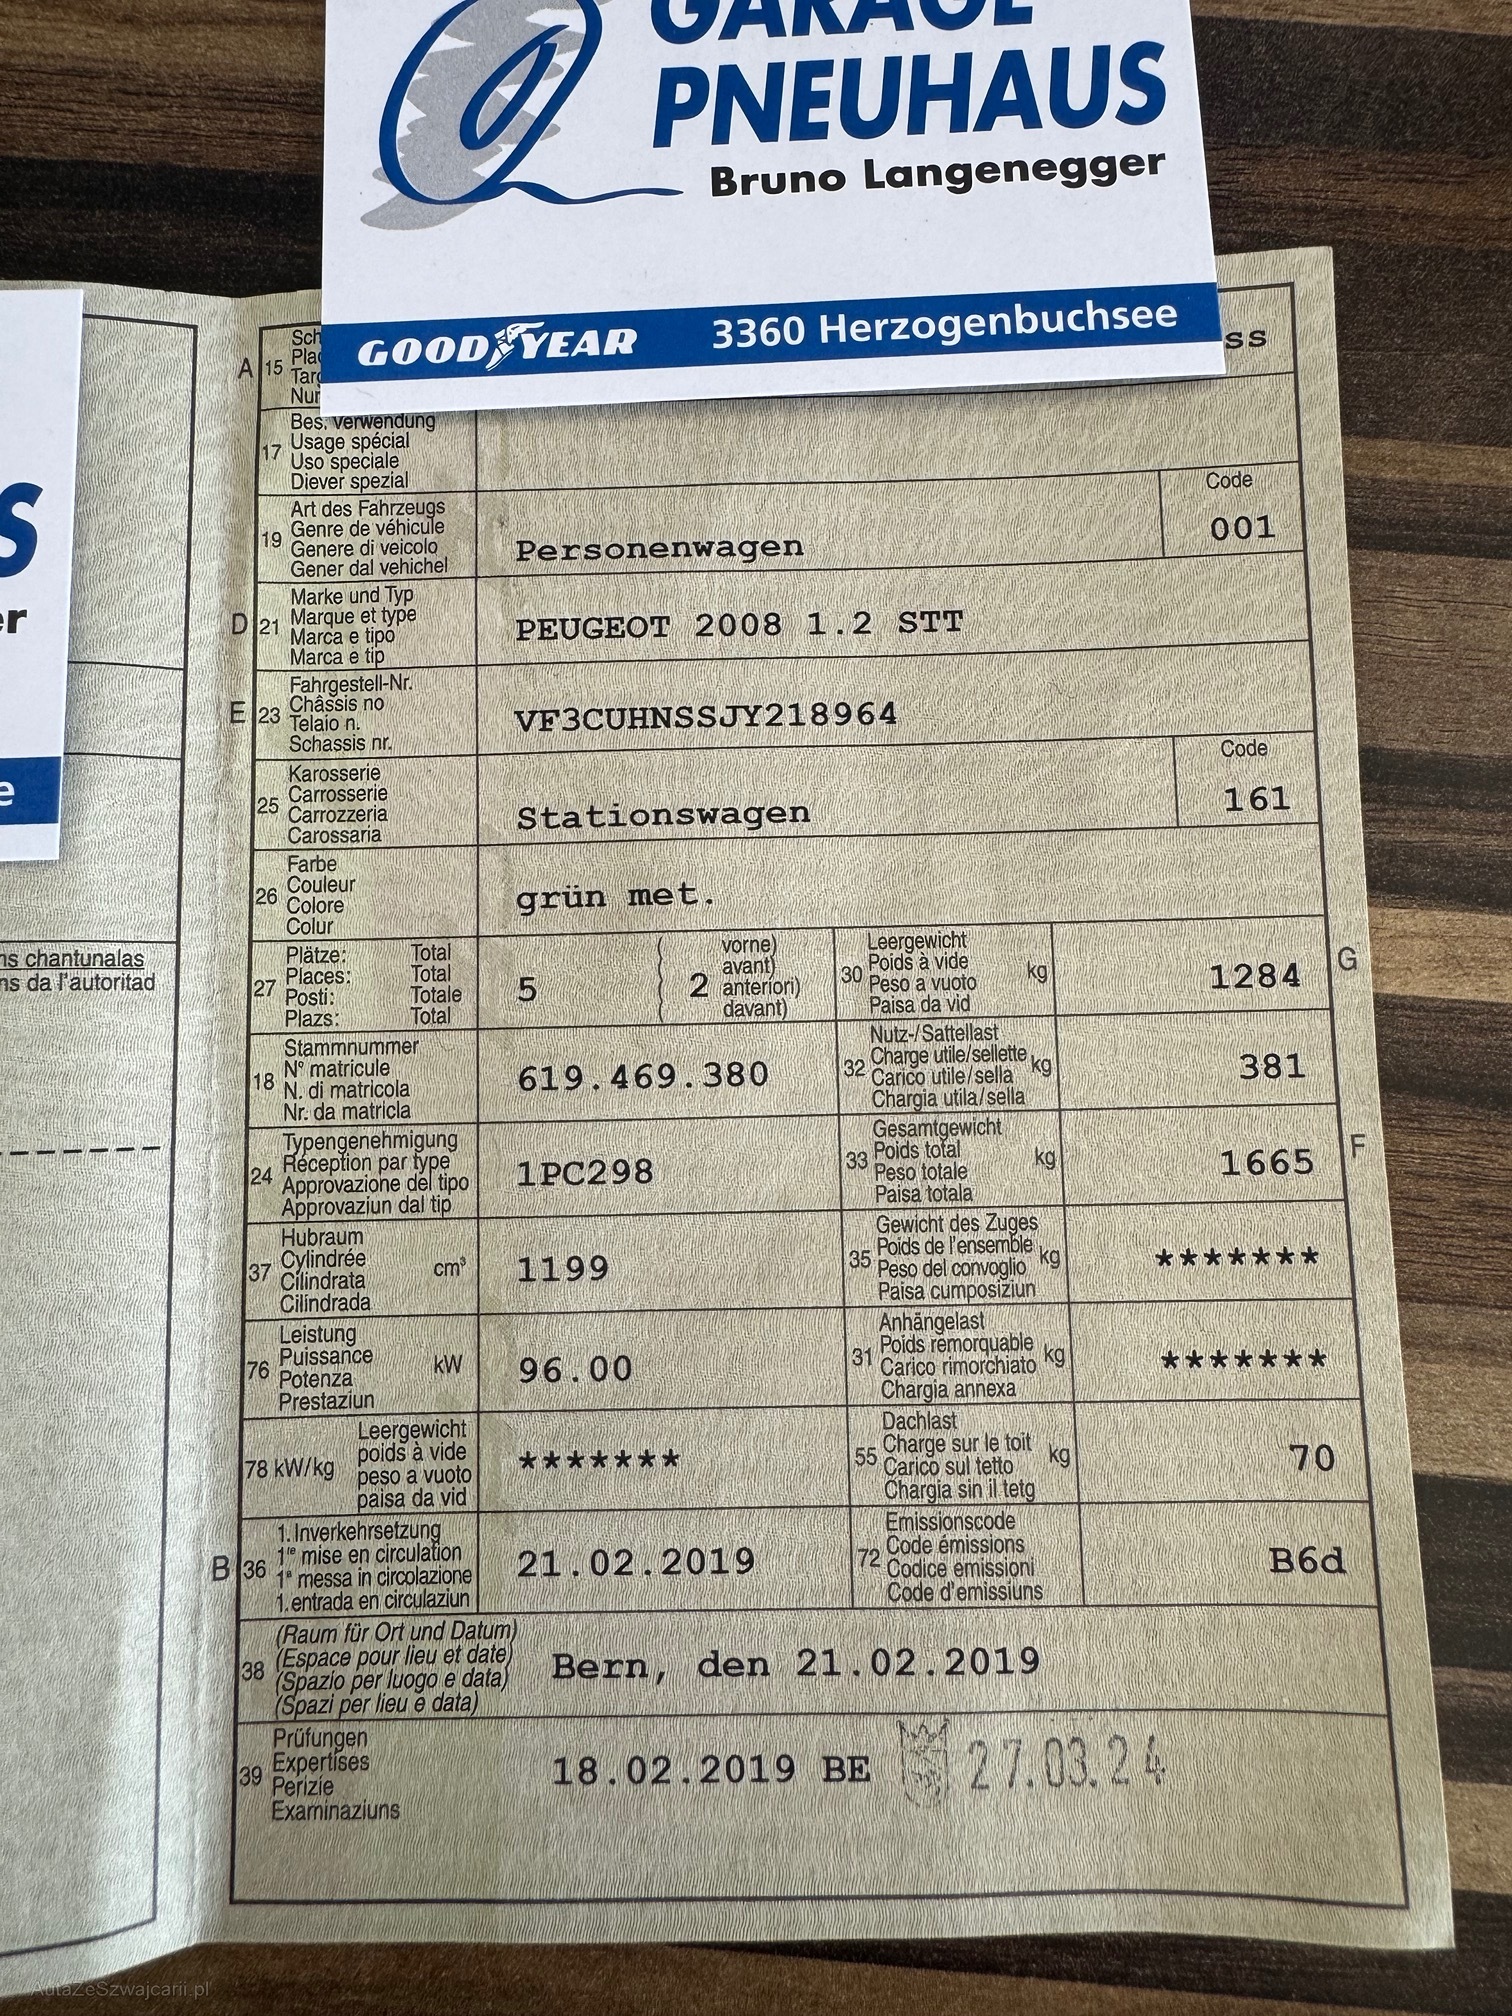 GARAGE
PNEUHAUS
Bruno Langenegger
GOOD YEAR 3360 Herzogenbuchsee
S
er
e
ns chantunalas
ns da l'autoritad
A 15 ss
17 Bes. Verwendung
Usage spécial
Uso speciale
Diever spezial
19 Art des Fahrzeugs
Genre de véhicule
Genere di veicolo
Gener dal vehichel
Personenwagen
Code
001
D 21 Marke und Typ
Marque et type
Marca e tipo
Marca e tip
PEUGEOT 2008 1.2 STT
E 23 Fahrgestell-Nr.
Châssis no
Telaio n.
Schassis nr.
VF3CUHNSSJY218964
25 Karosserie
Carrosserie
Carrozzeria
Carossaria
Stationswagen
Code
161
26 Farbe
Couleur
Colore
Colur
grün met.
27 Plätze: Total
Places: Total
Posti: Totale
Plazs: Total
5
2 vorne)
avant)
anteriori)
davant)
30 Leergewicht
Poids à vide
Peso a vuoto
Paisa da vid
kg
1284
G
18 Stammnummer
N° matricule
N. di matricola
Nr. da matricla
619.469.380
32 Nutz-/Sattellast
Charge utile/sellette
Carico utile/sella
Chargia utila/sella
kg
381
24 Typengenehmigung
Réception par type
Approvazione del tipo
Approvaziun dal tip
1PC298
33 Gesamtgewicht
Poids total
Peso totale
Paisa totala
kg
1665
F
37 Hubraum
Cylindrée
Cilindrata
Cilindrada
cm³
1199
35 Gewicht des Zuges
Poids de l'ensemble
Peso del convoglio
Paisa cumposiziun
kg
*******
76 Leistung
Puissance
Potenza
Prestaziun
kW
96.00
31 Anhängelast
Poids remorquable
Carico rimorchiato
Chargia annexa
kg
*******
78 kW/kg Leergewicht
poids à vide
peso a vuoto
paisa da vid
*******
55 Dachlast
Charge sur le toit
Carico sul tetto
Chargia sin il tetg
kg
70
B 36 1. Inverkehrsetzung
1re mise en circulation
1a messa in circolazione
1. entrada en circulaziun
21.02.2019
72 Emissionscode
Code émissions
Codice emissioni
Code d'emissiuns
B6d
38 (Raum für Ort und Datum)
(Espace pour lieu et date)
(Spazio per luogo e data)
(Spazi per lieu e data)
Bern, den 21.02.2019
39 Prüfungen
Expertises
Perizie
Examinaziuns
18.02.2019 BE 27.03.24
AutaZeSzwajcarii.pl